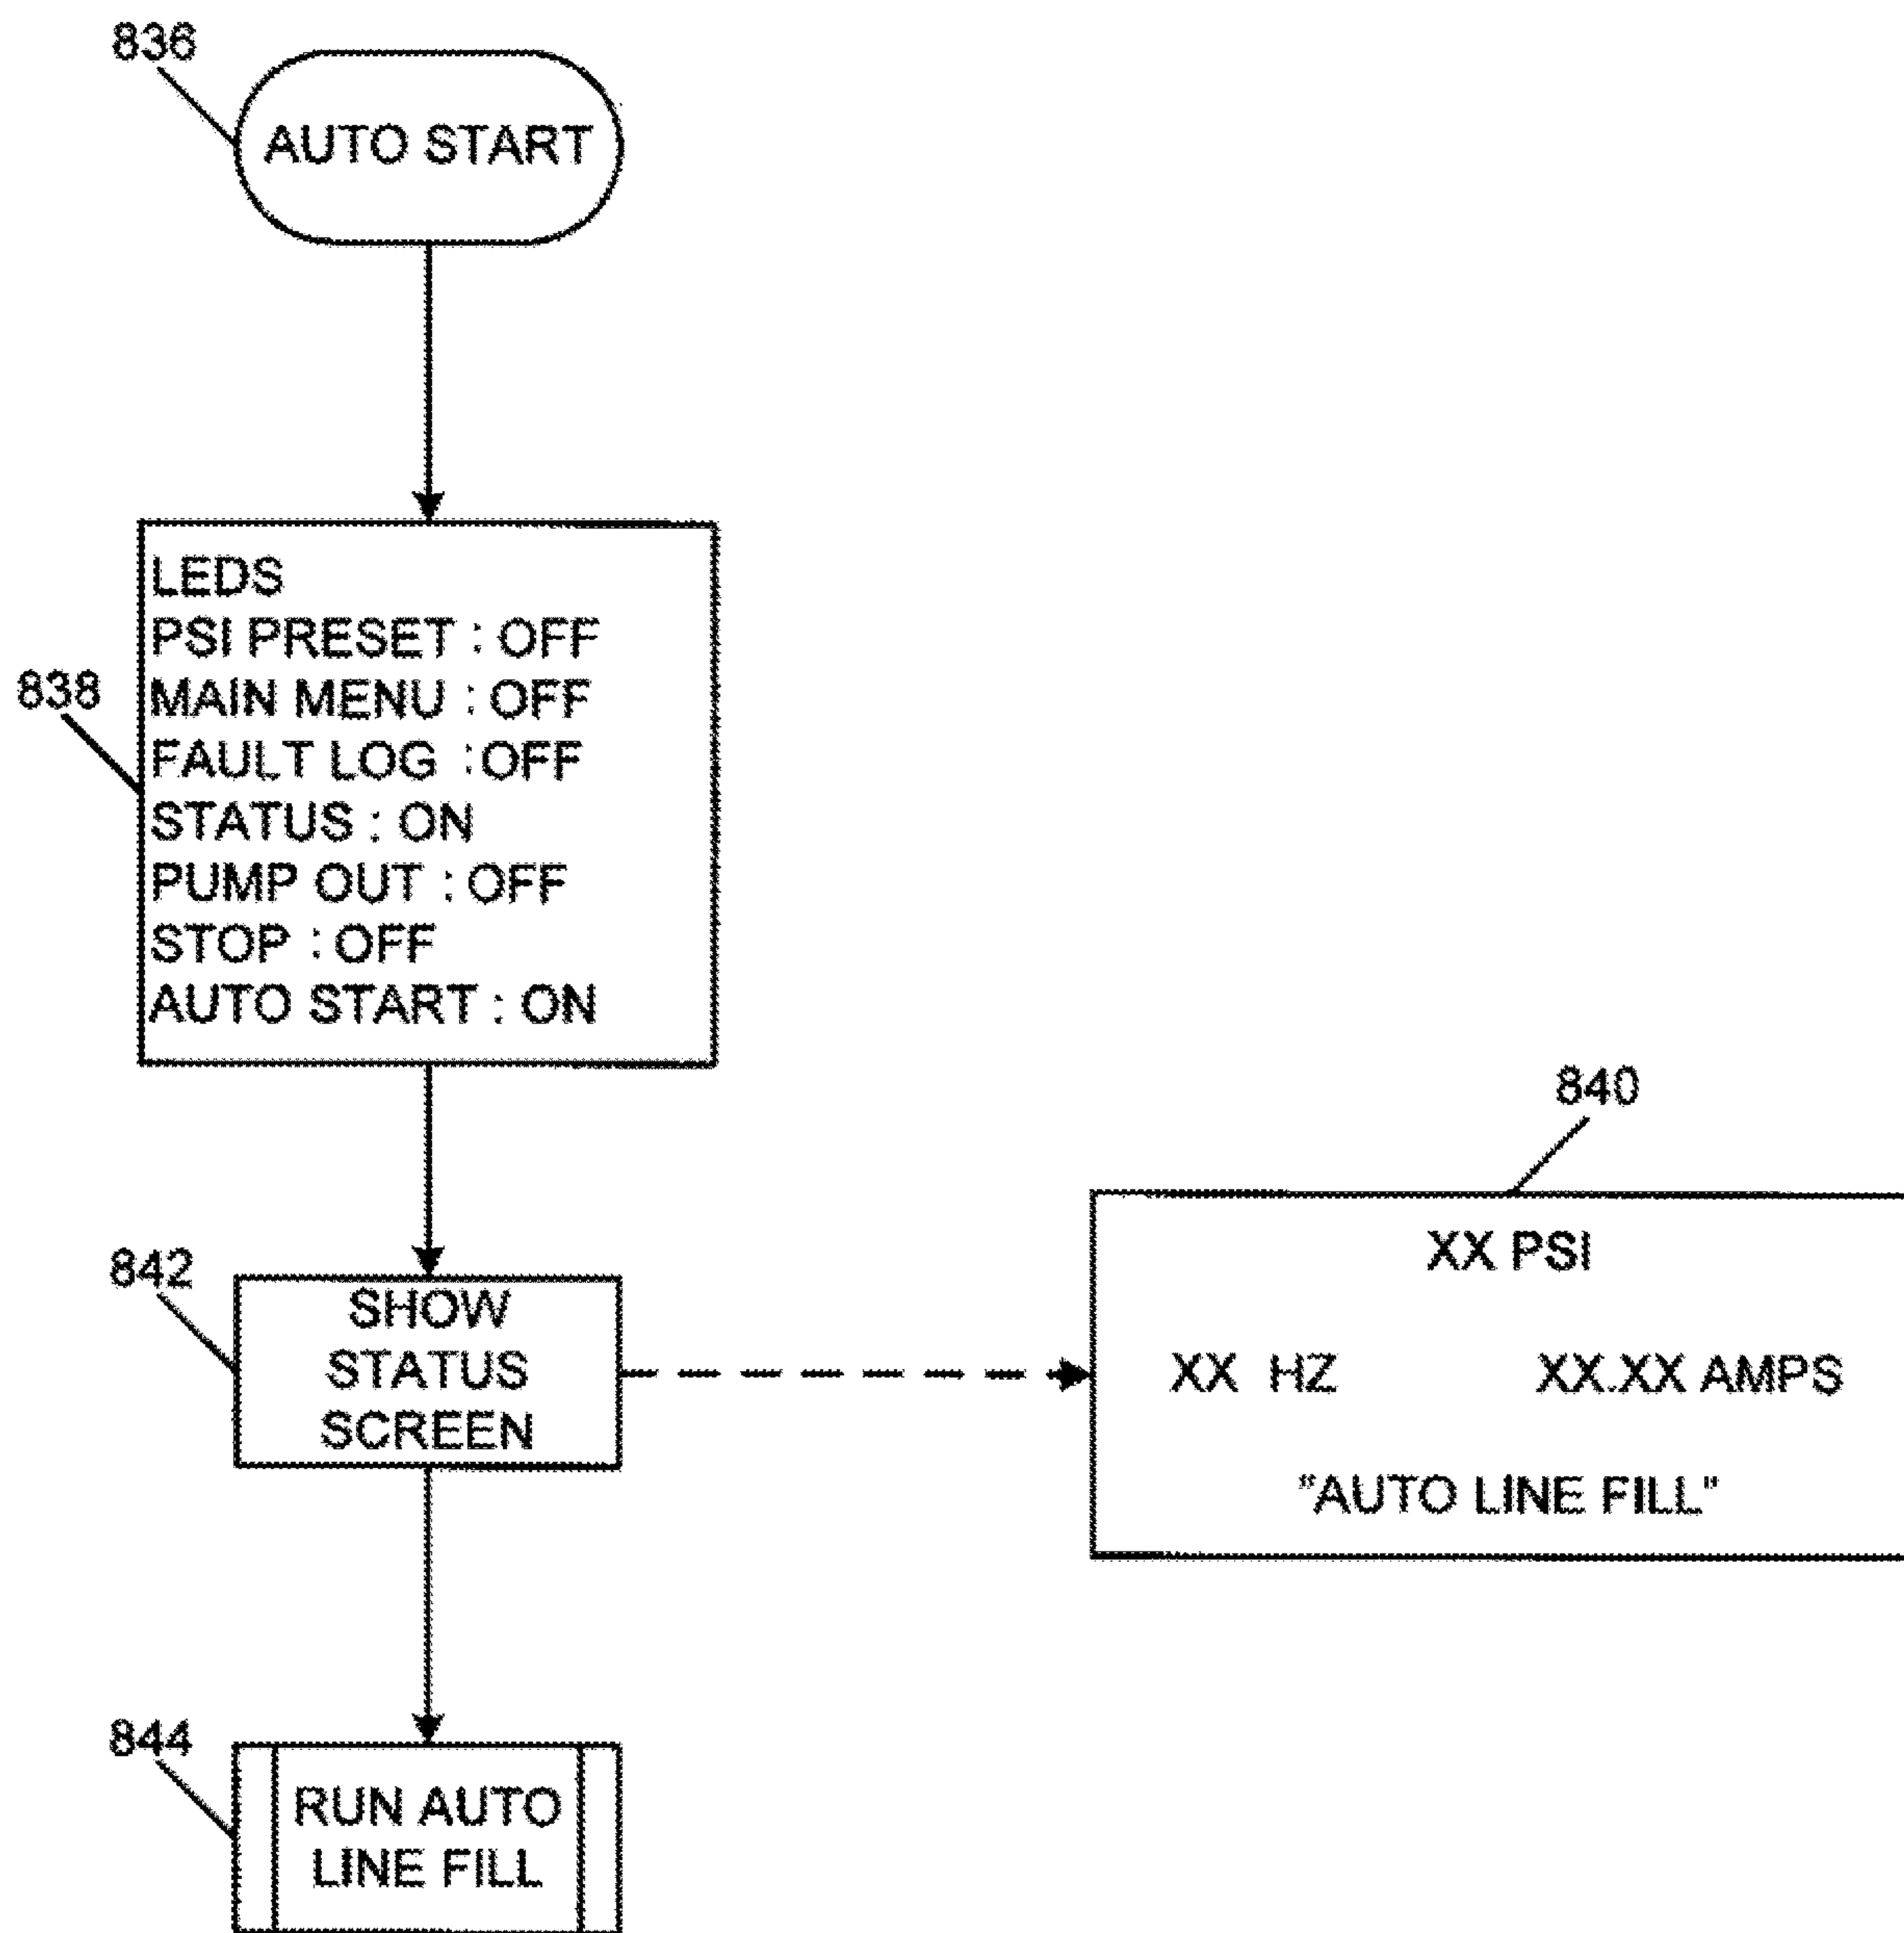 836
AUTO START
838
LEDS
PSI PRESET : OFF
MAIN MENU : OFF
FAULT LOG : OFF
STATUS : ON
PUMP OUT : OFF
STOP : OFF
AUTO START : ON
842
SHOW
STATUS
SCREEN
840
XX PSI
XX HZ XX.XX AMPS
"AUTO LINE FILL"
844
RUN AUTO
LINE FILL